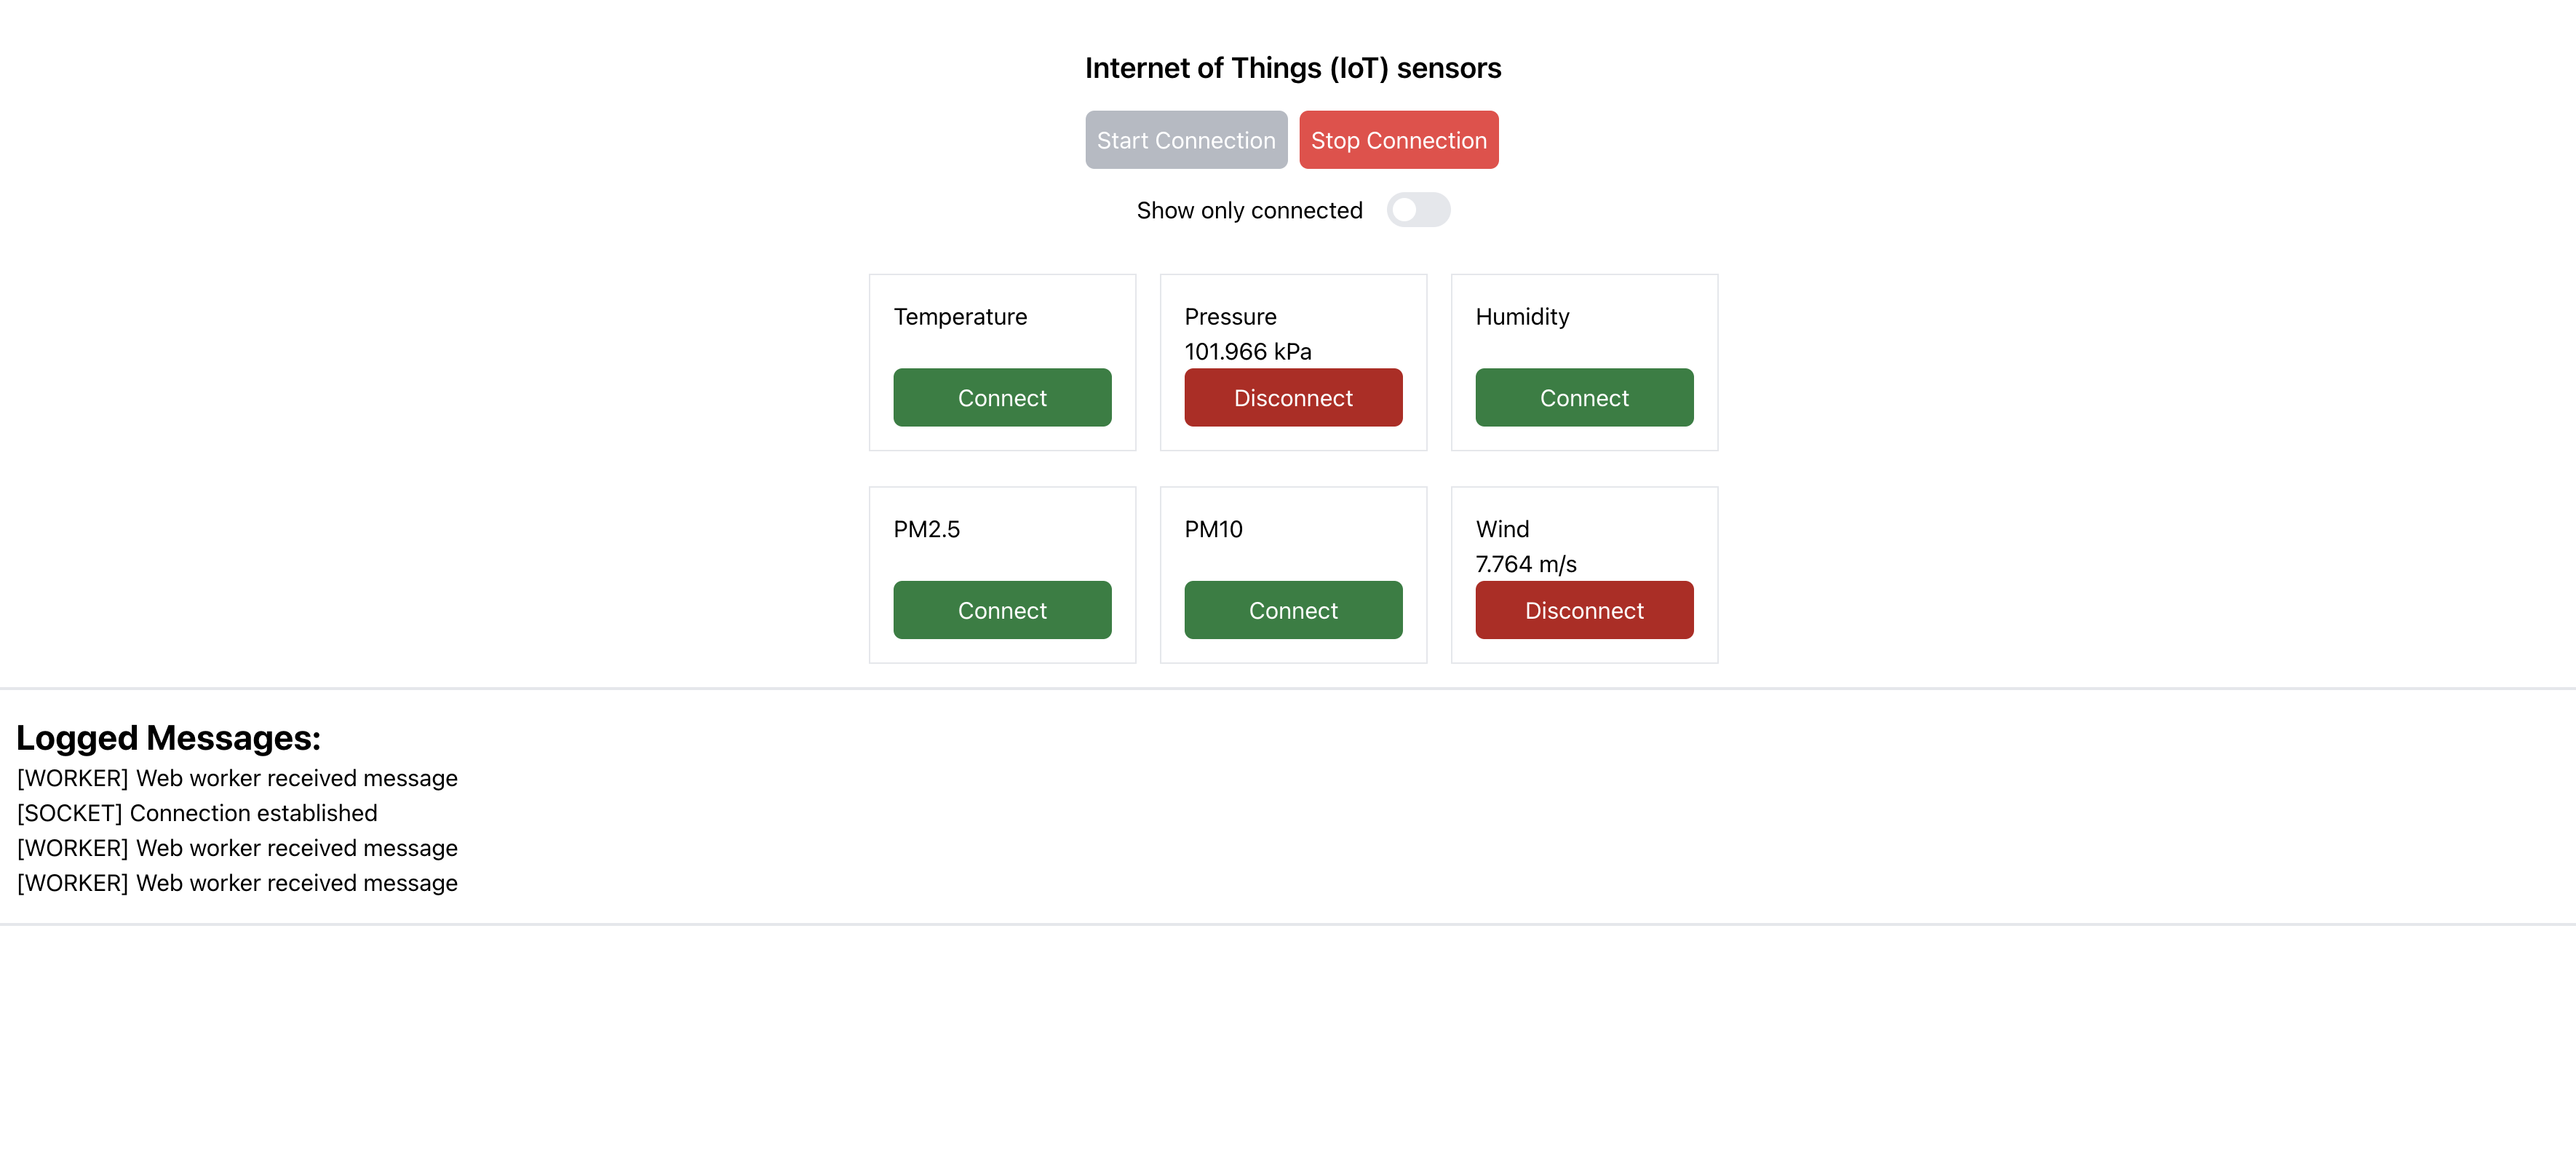 Internet of Things (IoT) sensors
Start Connection Stop Connection
Show only connected
Temperature
Connect
Pressure
101.966 kPa
Disconnect
Humidity
Connect
PM2.5
Connect
PM10
Connect
Wind
7.764 m/s
Disconnect
Logged Messages:
[WORKER] Web worker received message
[SOCKET] Connection established
[WORKER] Web worker received message
[WORKER] Web worker received message